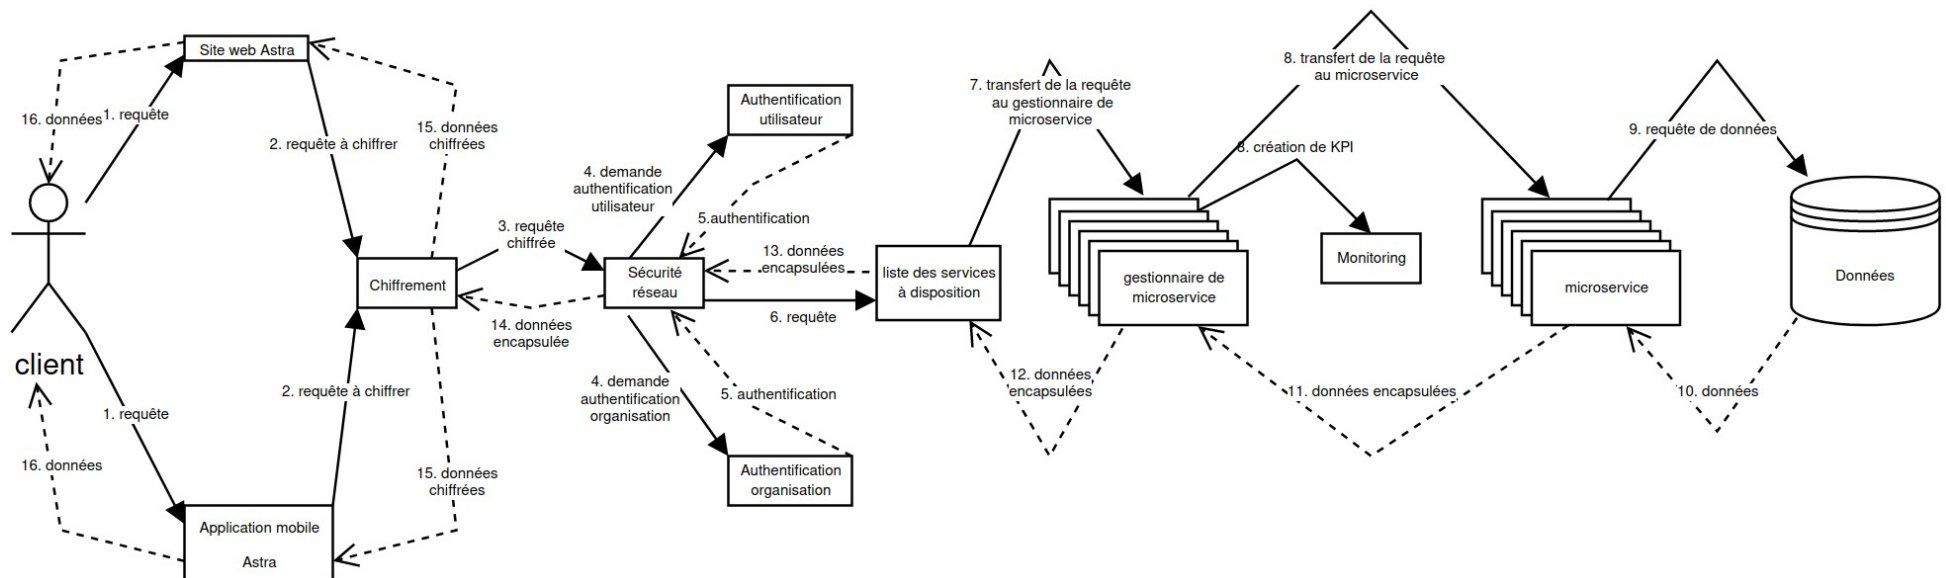 Site web Astra
16. données
1. requête
2. requête à chiffrer
15. données
chiffrées
client
1. requête
16. données
2. requête à chiffrer
15. données
chiffrées
Application mobile
Astra
Chiffrement
3. requête
chiffrée
14. données
encapsulée
Sécurité
réseau
4. demande
authentification
utilisateur
Authentification
utilisateur
5.authentification
13. données
encapsulées
6. requête
4. demande
authentification
organisation
5. authentification
Authentification
organisation
liste des services
à disposition
7. transfert de la requête
au gestionnaire de
microservice
12. données
encapsulées
gestionnaire de
microservice
8. transfert de la requête
au microservice
8. création de KPI
Monitoring
11. données encapsulées
microservice
9. requête de données
10. données
Données